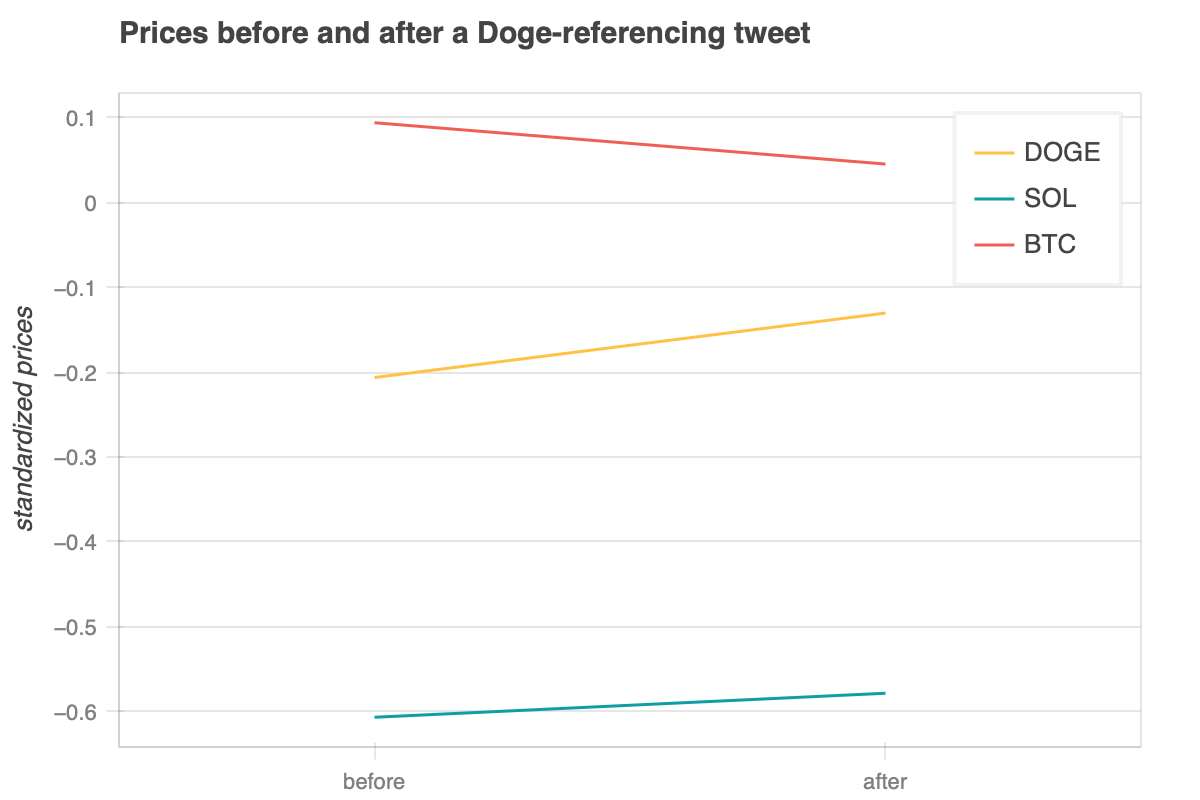 Prices before and after a Doge-referencing tweet
0.1
0
−0.1
−0.2
−0.3
−0.4
−0.5
−0.6
standardized prices
before
after
DOGE
SOL
BTC